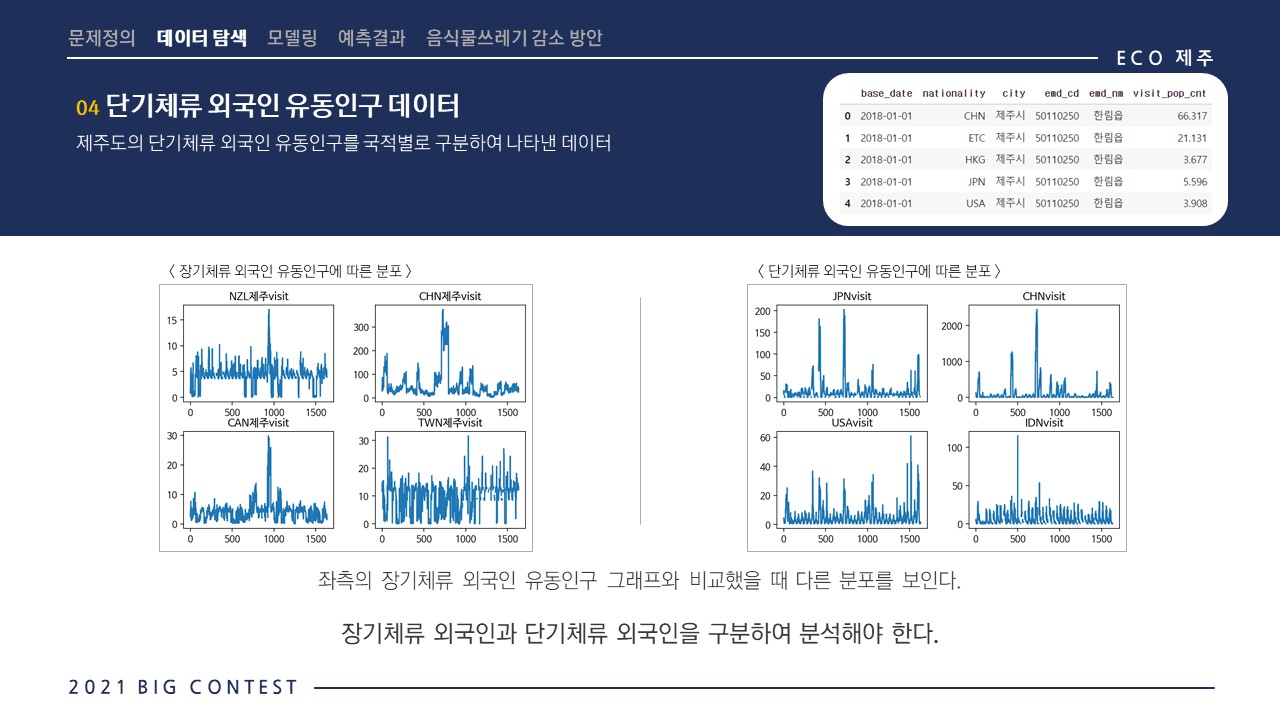 문제정의 데이터 탐색 모델링 예측결과 음식물쓰레기 감소 방안
ECO 제주
04 단기체류 외국인 유동인구 데이터
제주도의 단기체류 외국인 유동인구를 국적별로 구분하여 나타낸 데이터
base_date nationality city emd_cd emd_nm visit_pop_cnt
0 2018-01-01 CHN 제주시 50110250 한림읍 66.317
1 2018-01-01 ETC 제주시 50110250 한림읍 21.131
2 2018-01-01 HKG 제주시 50110250 한림읍 3.677
3 2018-01-01 JPN 제주시 50110250 한림읍 5.596
4 2018-01-01 USA 제주시 50110250 한림읍 3.908
〈 장기체류 외국인 유동인구에 따른 분포 〉
NZL제주visit
15
10
5
0
0 500 1000 1500
CHN제주visit
300
200
100
0
0 500 1000 1500
CAN제주visit
30
20
10
0
0 500 1000 1500
TWN제주visit
30
20
10
0
0 500 1000 1500
〈 단기체류 외국인 유동인구에 따른 분포 〉
JPNvisit
200
150
100
50
0
0 500 1000 1500
CHNvisit
2000
1000
0
0 500 1000 1500
USAvisit
60
40
20
0
0 500 1000 1500
IDNvisit
100
50
0
0 500 1000 1500
좌측의 장기체류 외국인 유동인구 그래프와 비교했을 때 다른 분포를 보인다.
장기체류 외국인과 단기체류 외국인을 구분하여 분석해야 한다.
2021 BIG CONTEST